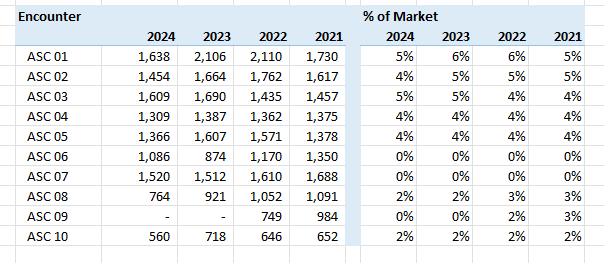 Encounter % of Market
2024 2023 2022 2021 2024 2023 2022 2021
ASC 01 1,638 2,106 2,110 1,730 5% 6% 6% 5%
ASC 02 1,454 1,664 1,762 1,617 4% 5% 5% 5%
ASC 03 1,609 1,690 1,435 1,457 5% 5% 4% 4%
ASC 04 1,309 1,387 1,362 1,375 4% 4% 4% 4%
ASC 05 1,366 1,607 1,571 1,378 4% 4% 4% 4%
ASC 06 1,086 874 1,170 1,350 0% 0% 0% 0%
ASC 07 1,520 1,512 1,610 1,688 0% 0% 0% 0%
ASC 08 764 921 1,052 1,091 2% 2% 3% 3%
ASC 09 - - 749 984 0% 0% 2% 3%
ASC 10 560 718 646 652 2% 2% 2% 2%